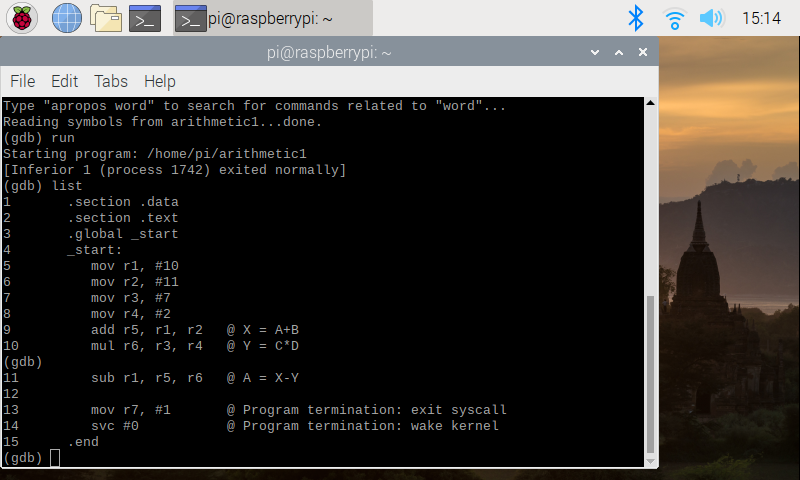 pi@raspberrypi: ~
15:14
pi@raspberrypi: ~
File Edit Tabs Help
Type "apropos word" to search for commands related to "word"...
Reading symbols from arithmetic1...done.
(gdb) run
Starting program: /home/pi/arithmetic1
[Inferior 1 (process 1742) exited normally]
(gdb) list
1       .section .data
2       .section .text
3       .global _start
4       _start:
5          mov r1, #10
6          mov r2, #11
7          mov r3, #7
8          mov r4, #2
9          add r5, r1, r2   @ X = A+B
10         mul r6, r3, r4   @ Y = C*D
(gdb)
11         sub r1, r5, r6   @ A = X-Y
12
13         mov r7, #1       @ Program termination: exit syscall
14         svc #0           @ Program termination: wake kernel
15      .end
(gdb)